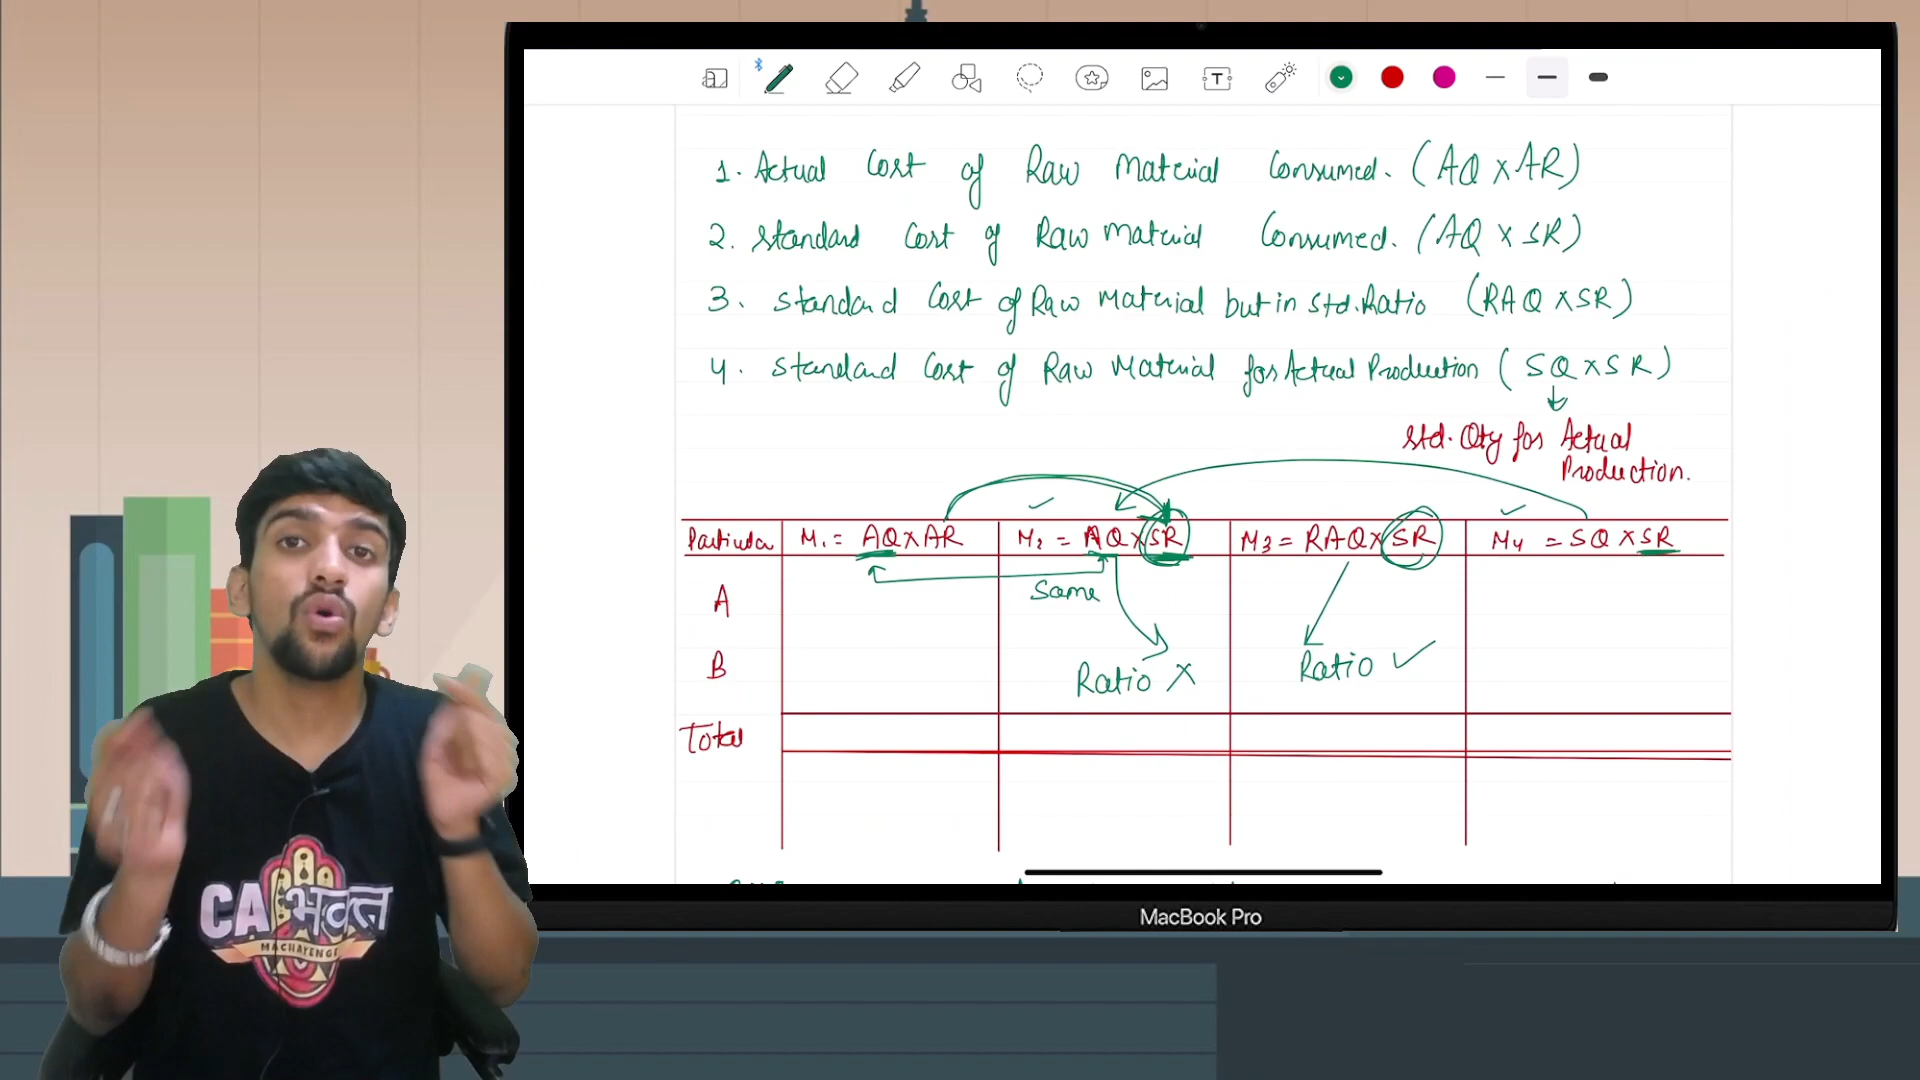 1. Actual Cost of Raw Material Consumed. (AQ X AR)
2. Standard Cost of Raw Material Consumed. (AQ X SR)
3. Standard Cost of Raw Material but in Std. Ratio (RAQ X SR)
4. Standard Cost of Raw Material for Actual Production (SQ X SR)
Std. Qty for Actual
Production.
Particular M1 = AQ X AR M2 = AQ X SR M3 = RAQ X SR M4 = SQ X SR
Same
A
B Ratio X Ratio ✓
Total
MacBook Pro
CA भक्त
MACHAYENGE